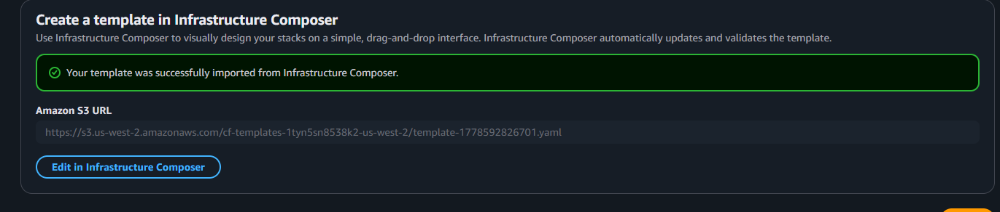 Create a template in Infrastructure Composer
Use Infrastructure Composer to visually design your stacks on a simple, drag-and-drop interface. Infrastructure Composer automatically updates and validates the template.
Your template was successfully imported from Infrastructure Composer.
Amazon S3 URL
https://s3.us-west-2.amazonaws.com/cf-templates-1tyn5sn8538k2-us-west-2/template-1778592826701.yaml
Edit in Infrastructure Composer